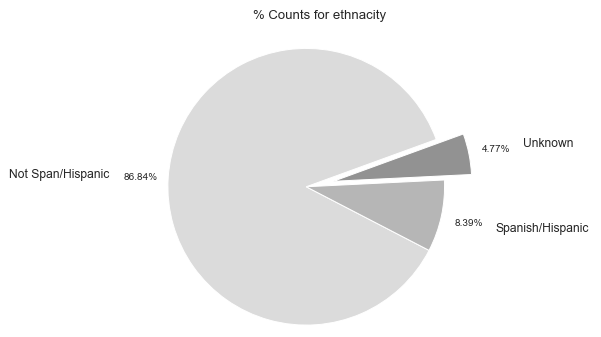 % Counts for ethnacity
Unknown
4.77%
Not Span/Hispanic
86.84%
8.39%
Spanish/Hispanic